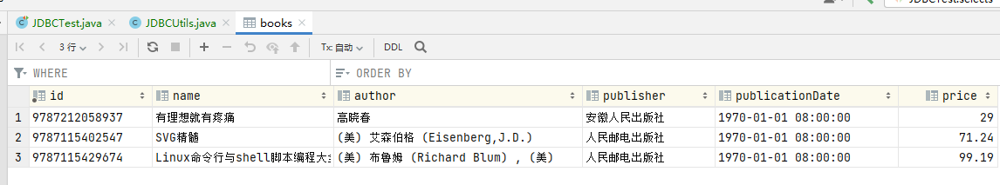 JDBCTest.selects
JDBCTest.java JDBCUtils.java books
3 行 Tx: 自动 DDL
WHERE ORDER BY
id name author publisher publicationDate price
1 9787212058937 有理想就有疼痛 高晓春 安徽人民出版社 1970-01-01 08:00:00 29
2 9787115402547 SVG精髓 (美) 艾森伯格 (Eisenberg,J.D.) 人民邮电出版社 1970-01-01 08:00:00 71.24
3 9787115429674 Linux命令行与shell脚本编程大全 (美) 布鲁姆 (Richard Blum) , (美) 人民邮电出版社 1970-01-01 08:00:00 99.19